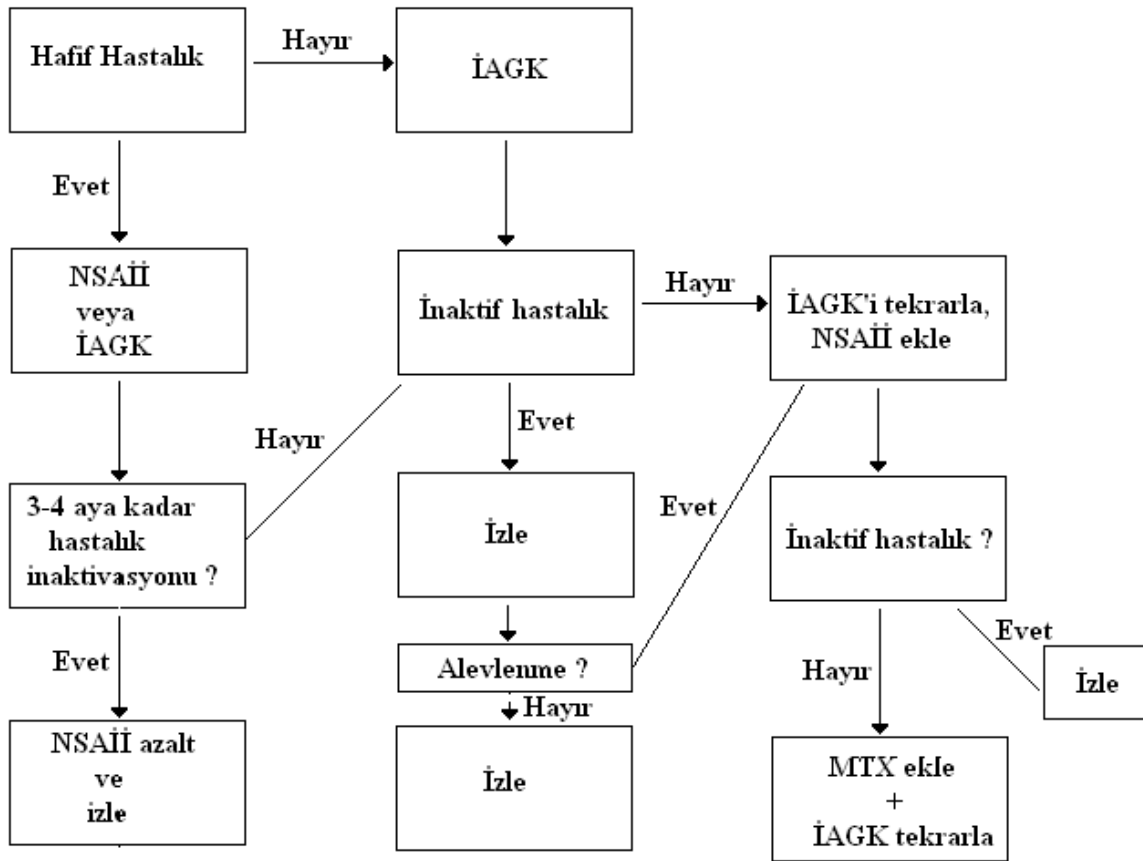 Hafif Hastalık
Hayır
İAGK
Evet
NSAİİ
veya
İAGK
İnaktif hastalık
Hayır
İAGK'i tekrarla,
NSAİİ ekle
Hayır
Evet
3-4 aya kadar
hastalık
inaktivasyonu ?
İzle
Evet
İnaktif hastalık ?
Evet
Alevlenme ?
Hayır
Hayır
Evet
İzle
NSAİİ azalt
ve
izle
İzle
MTX ekle
+
İAGK tekrarla